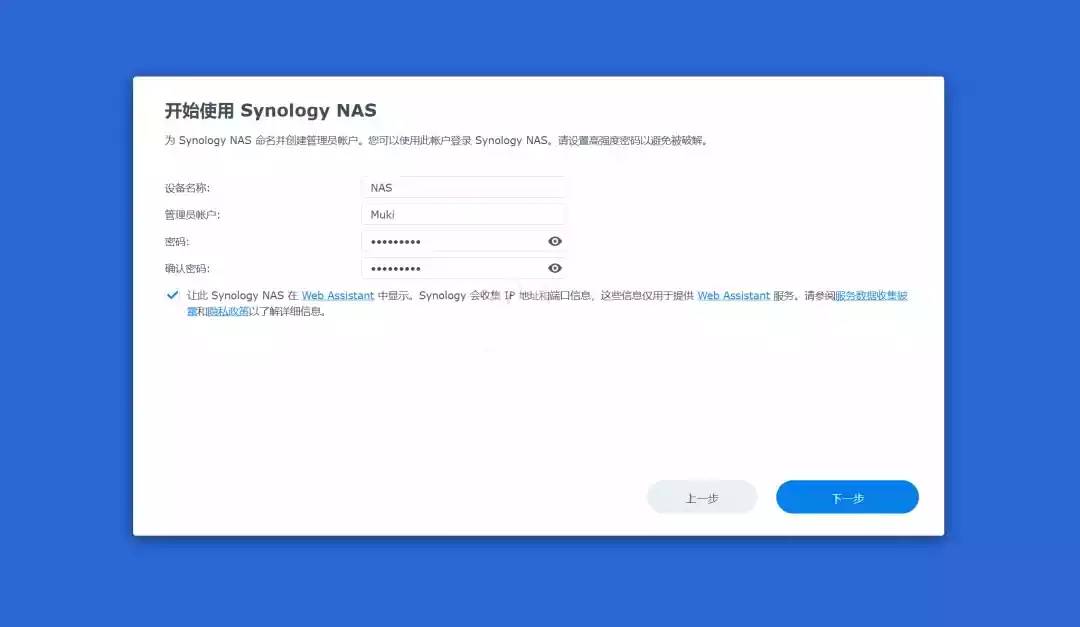 开始使用 Synology NAS
为 Synology NAS 命名并创建管理员帐户。您可以使用此帐户登录 Synology NAS。请设置高强度密码以避免被破解。
设备名称: NAS
管理员帐户: Muki
密码: •••••••••
确认密码: •••••••••
让此 Synology NAS 在 Web Assistant 中显示。Synology 会收集 IP 地址和端口信息，这些信息仅用于提供 Web Assistant 服务。请参阅服务数据收集披
露和隐私政策以了解详细信息。
上一步 下一步